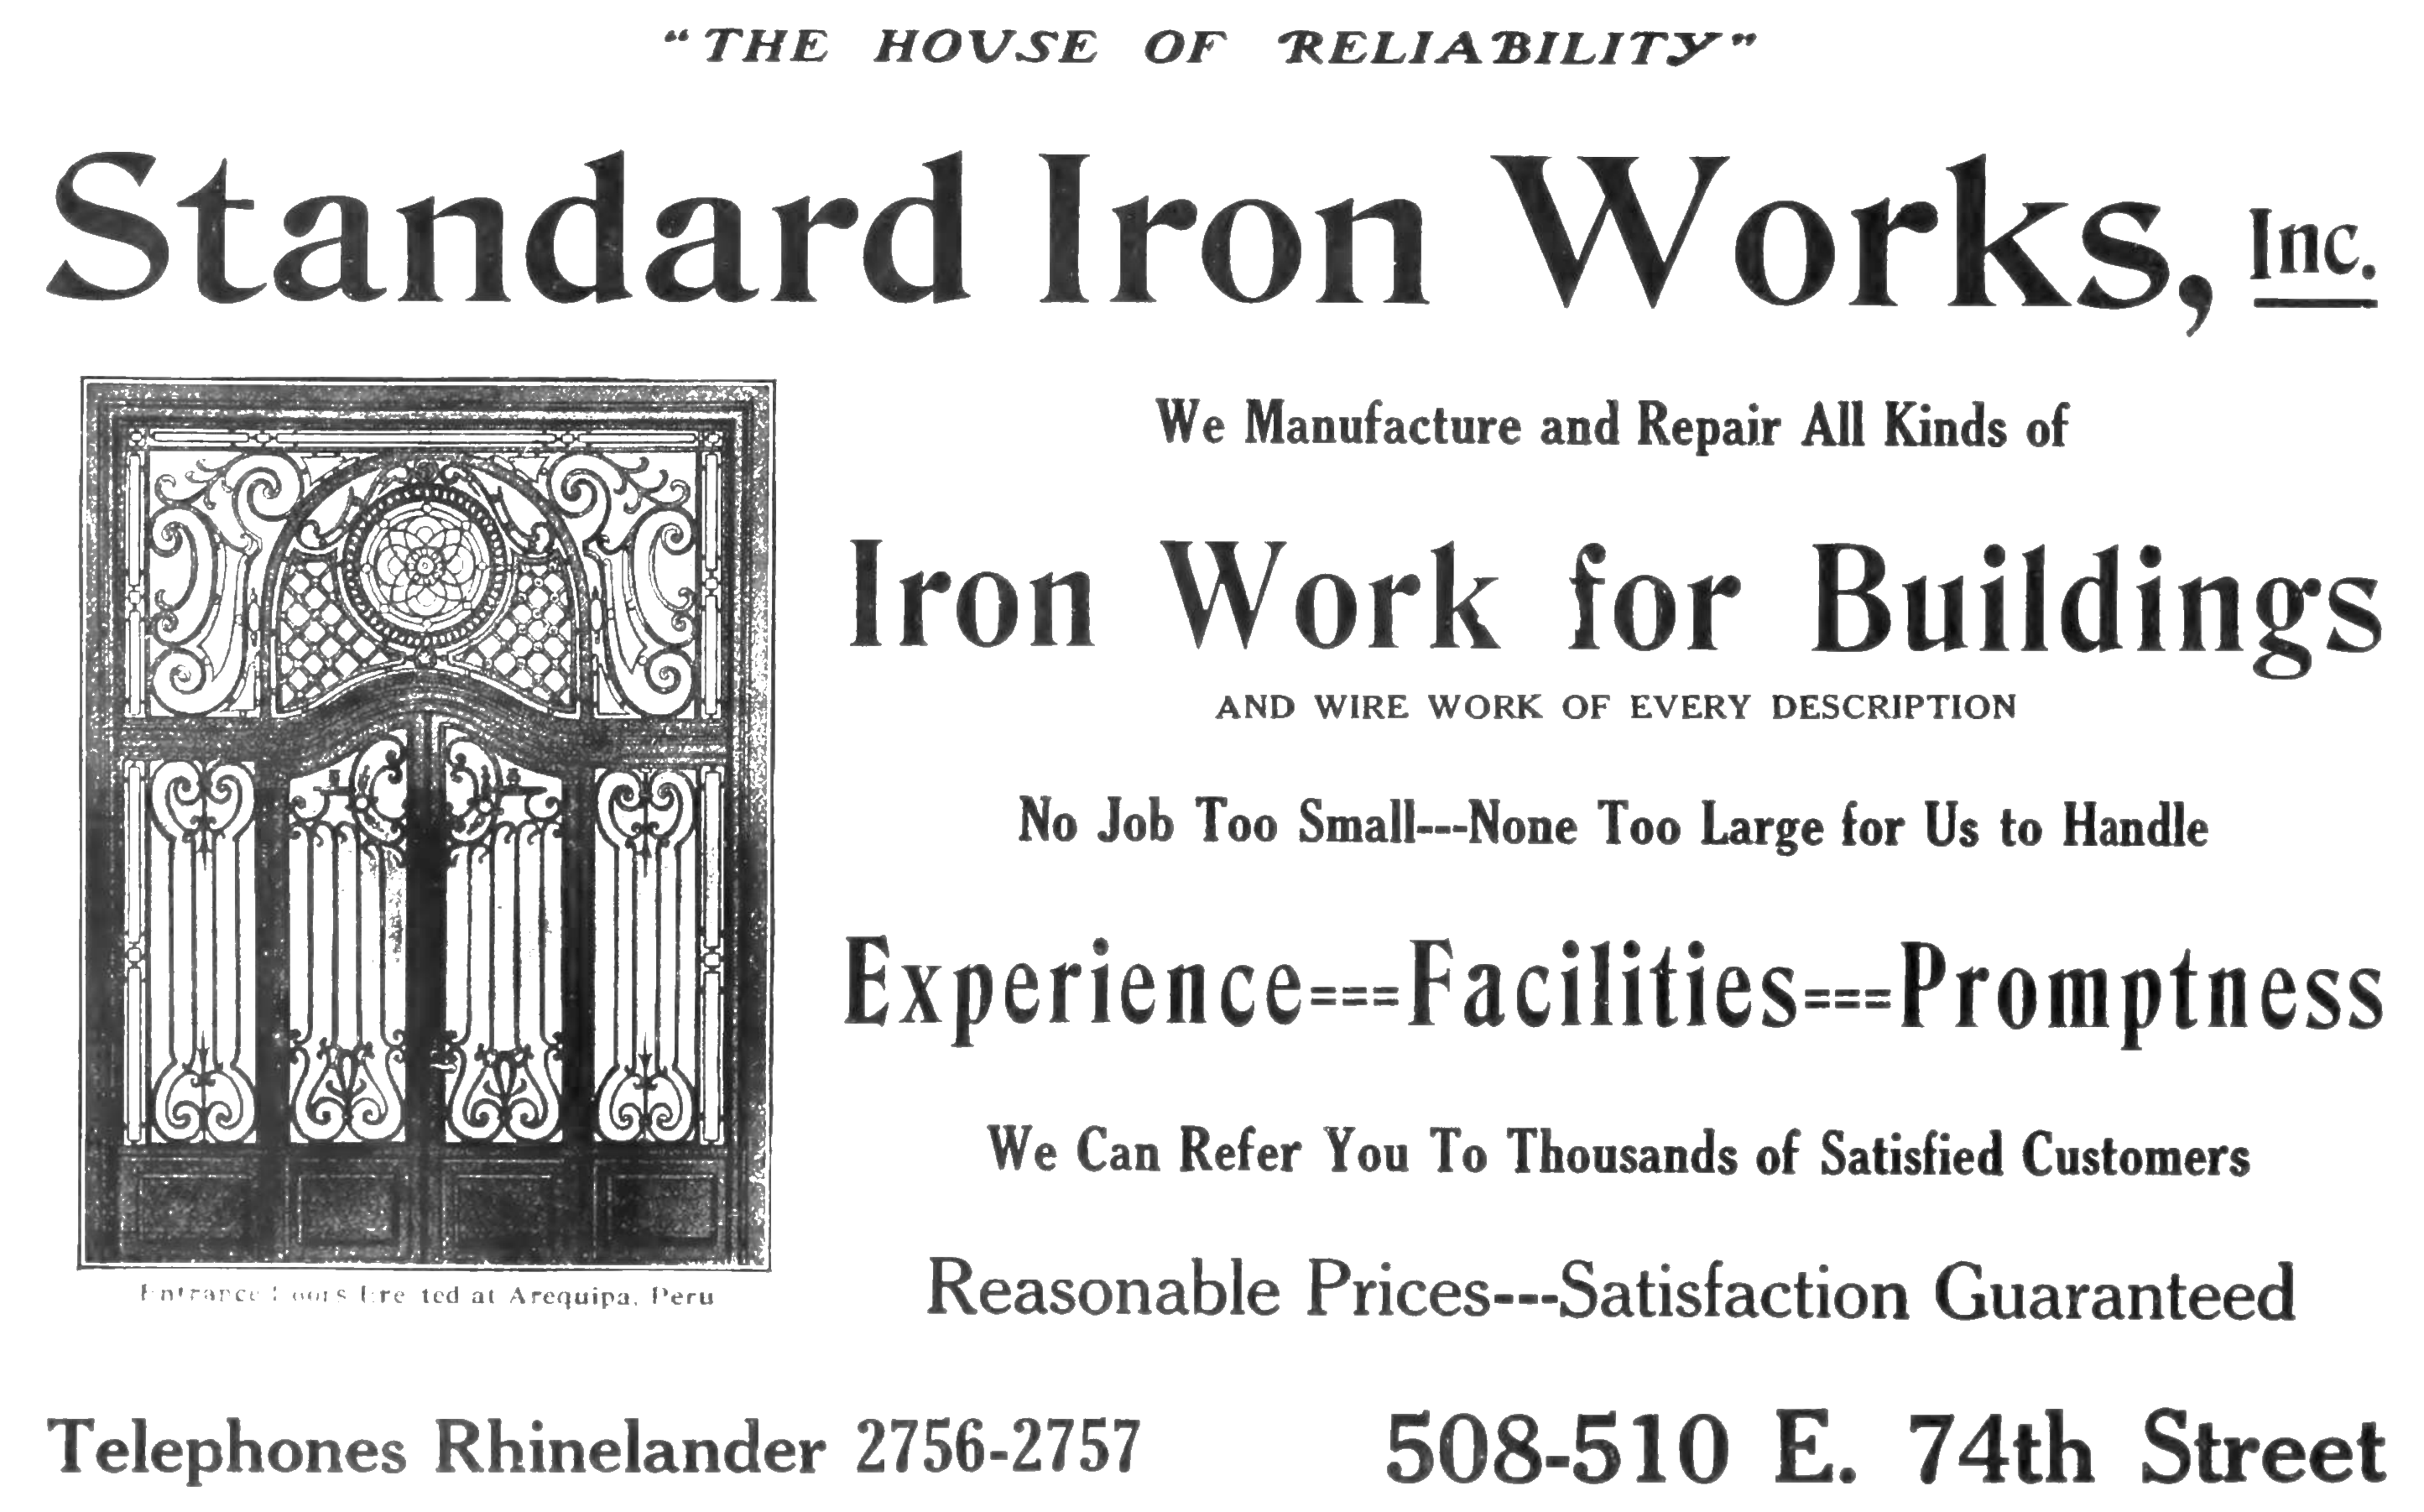 "THE HOUSE OF RELIABILITY"
Standard Iron Works, Inc.
We Manufacture and Repair All Kinds of
Iron Work for Buildings
AND WIRE WORK OF EVERY DESCRIPTION
No Job Too Small---None Too Large for Us to Handle
Experience===Facilities===Promptness
We Can Refer You To Thousands of Satisfied Customers
Reasonable Prices---Satisfaction Guaranteed
Entrance Doors Erected at Arequipa, Peru
Telephones Rhinelander 2756-2757
508-510 E. 74th Street